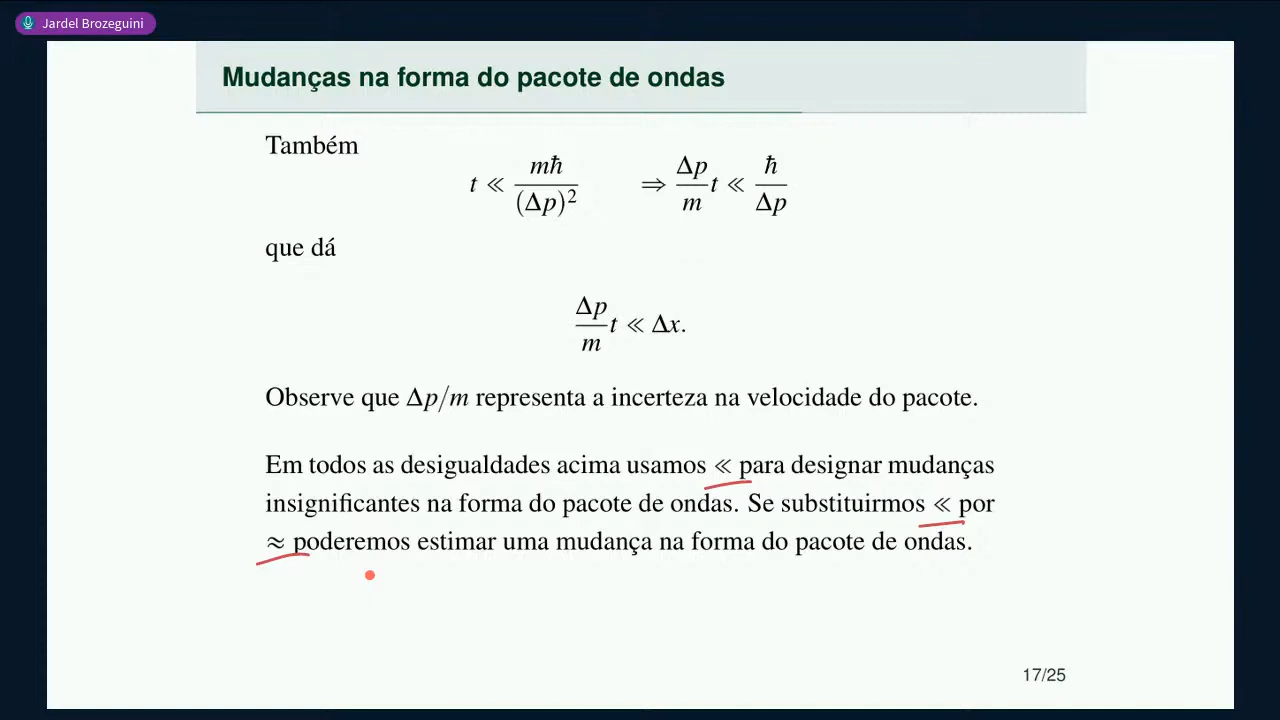 Jardel Brozeguini
Mudanças na forma do pacote de ondas
Também
t ≪ mħ/(Δp)² ⇒ Δp/m t ≪ ħ/Δp
que dá
Δp/m t ≪ Δx.
Observe que Δp/m representa a incerteza na velocidade do pacote.
Em todos as desigualdades acima usamos ≪ para designar mudanças
insignificantes na forma do pacote de ondas. Se substituirmos ≪ por
≈ poderemos estimar uma mudança na forma do pacote de ondas.
17/25